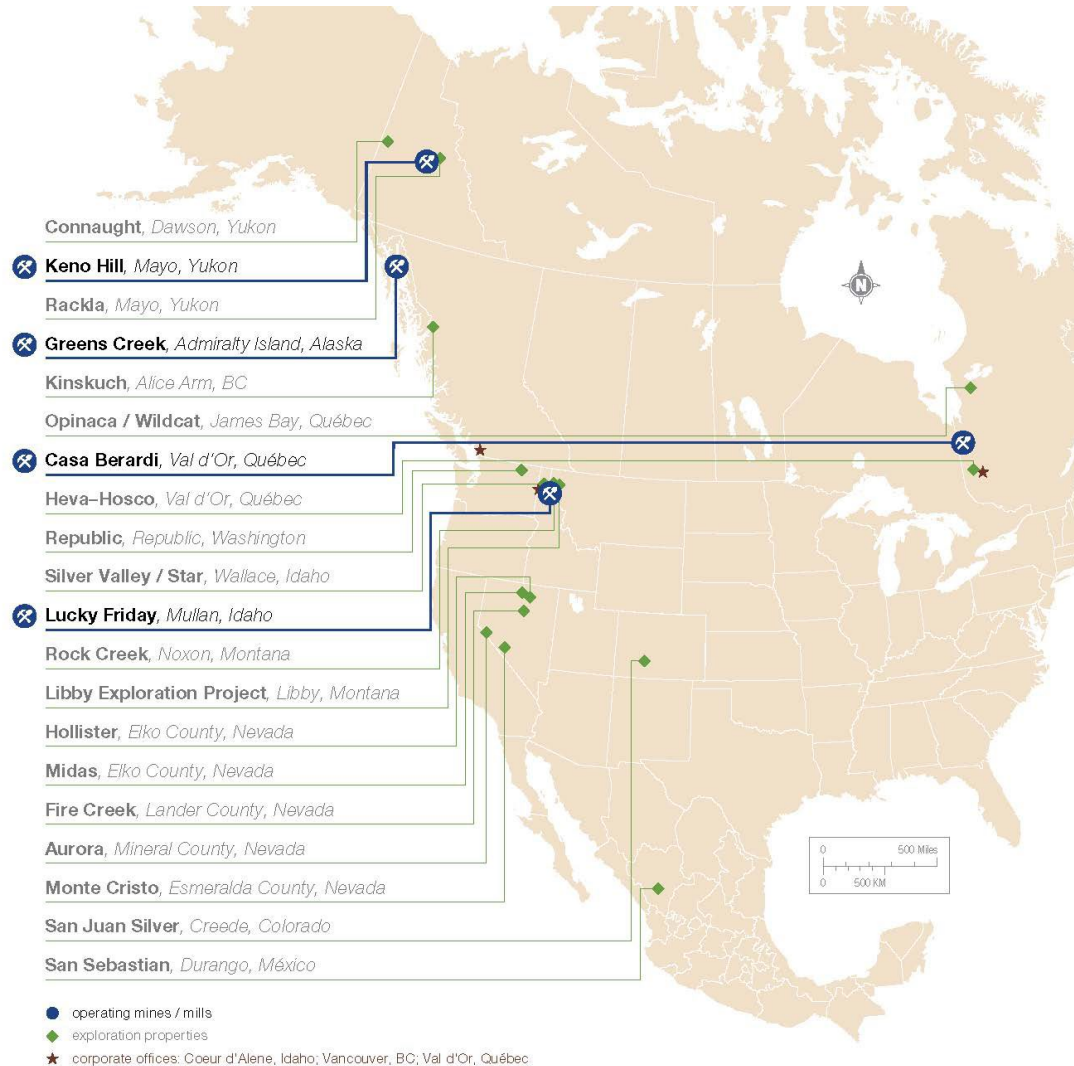 Connaught, Dawson, Yukon
Keno Hill, Mayo, Yukon
Rackla, Mayo, Yukon
Greens Creek, Admiralty Island, Alaska
Kinskuch, Alice Arm, BC
Opinaca / Wildcat, James Bay, Québec
Casa Berardi, Val d'Or, Québec
Heva–Hosco, Val d'Or, Québec
Republic, Republic, Washington
Silver Valley / Star, Wallace, Idaho
Lucky Friday, Mullan, Idaho
Rock Creek, Noxon, Montana
Libby Exploration Project, Libby, Montana
Hollister, Elko County, Nevada
Midas, Elko County, Nevada
Fire Creek, Lander County, Nevada
Aurora, Mineral County, Nevada
Monte Cristo, Esmeralda County, Nevada
San Juan Silver, Creede, Colorado
San Sebastian, Durango, México
N
0 500 Miles
0 500 KM
operating mines / mills
exploration properties
corporate offices: Coeur d'Alene, Idaho; Vancouver, BC; Val d'Or, Québec